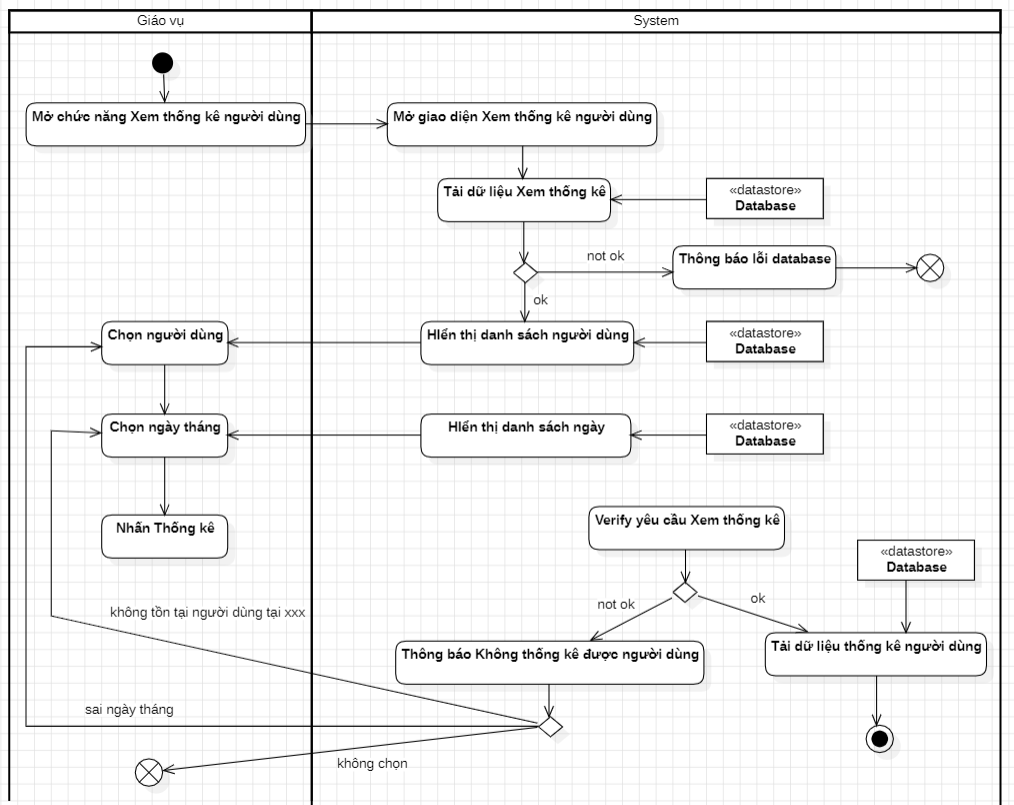 Giáo vụ
System
Mở chức năng Xem thống kê người dùng
Mở giao diện Xem thống kê người dùng
Tải dữ liệu Xem thống kê
«datastore»
Database
not ok
Thông báo lỗi database
ok
Chọn người dùng
HIển thị danh sách người dùng
«datastore»
Database
Chọn ngày tháng
HIển thị danh sách ngày
«datastore»
Database
Nhấn Thống kê
Verify yêu cầu Xem thống kê
«datastore»
Database
not ok
ok
không tồn tại người dùng tại xxx
Thông báo Không thống kê được người dùng
Tải dữ liệu thống kê người dùng
sai ngày tháng
không chọn